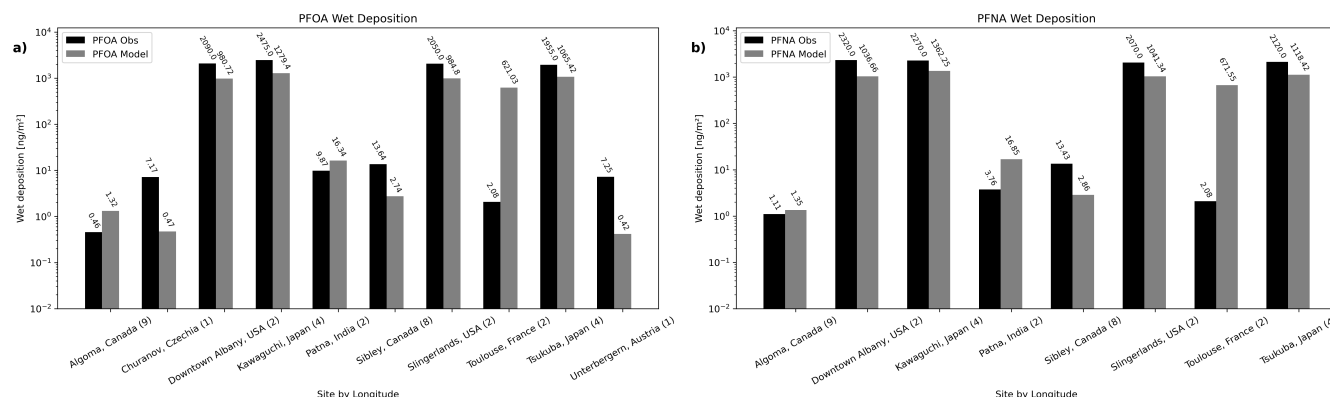 PFOA Wet Deposition
a)
PFOA Obs
PFOA Model
Wet deposition [ng/m²]
10⁴
10³
10²
10¹
10⁰
10⁻¹
10⁻²
0.46
1.32
7.17
0.47
2090.0
980.72
2475.0
1279.4
9.87
16.34
13.64
2.74
2050.0
984.8
2.08
621.03
1955.0
1065.42
7.25
0.42
Algoma, Canada (9)
Churanov, Czechia (1)
Downtown Albany, USA (2)
Kawaguchi, Japan (4)
Patna, India (2)
Sibley, Canada (8)
Slingerlands, USA (2)
Toulouse, France (2)
Tsukuba, Japan (4)
Unterbergern, Austria (1)
Site by Longitude
PFNA Wet Deposition
b)
PFNA Obs
PFNA Model
Wet deposition [ng/m²]
10⁴
10³
10²
10¹
10⁰
10⁻¹
10⁻²
1.11
1.35
2320.0
1036.66
2270.0
1362.25
3.76
16.85
13.43
2.86
2070.0
1041.34
2.08
671.55
2120.0
1118.42
Algoma, Canada (9)
Downtown Albany, USA (2)
Kawaguchi, Japan (4)
Patna, India (2)
Sibley, Canada (8)
Slingerlands, USA (2)
Toulouse, France (2)
Tsukuba, Japan (
Site by Longitude